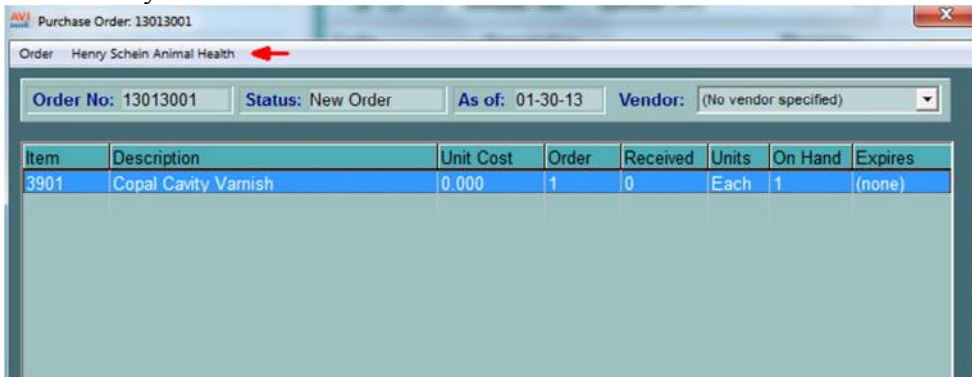 AVI Purchase Order: 13013001
Order Henry Schein Animal Health
Order No: 13013001 Status: New Order As of: 01-30-13 Vendor: (No vendor specified)
Item Description Unit Cost Order Received Units On Hand Expires
3901 Copal Cavity Varnish 0.000 1 0 Each 1 (none)